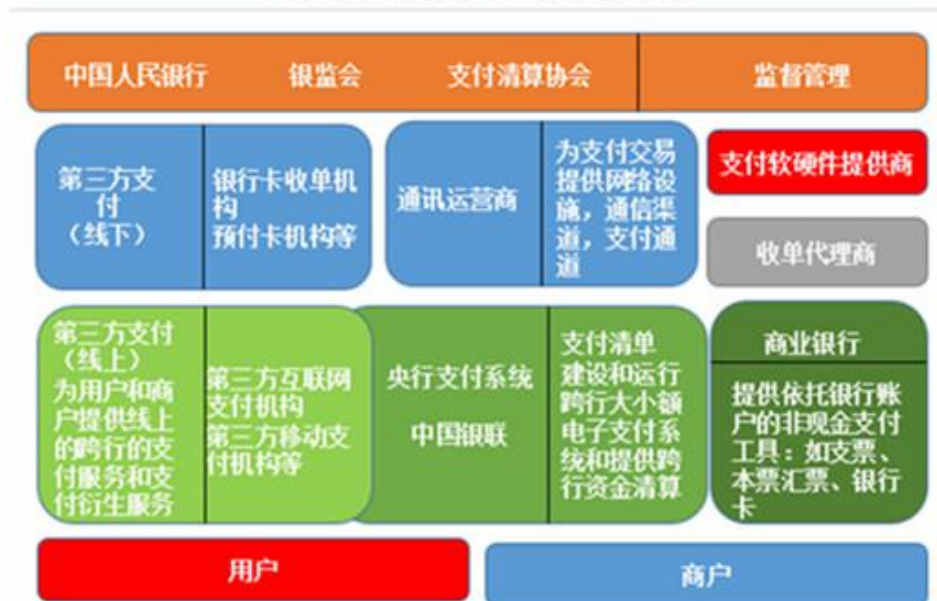 中国人民银行 银监会 支付清算协会 监督管理
第三方支
付
（线下）
银行卡收单机
构
预付卡机构等
通讯运营商
为支付交易
提供网络设
施，通信渠
道，支付通
道
支付软硬件提供商
收单代理商
第三方支付
（线上）
为用户和商
户提供线上
的跨行的支
付服务和支
付衍生服务
第三方互联网
支付机构
第三方移动支
付机构等
央行支付系统
中国银联
支付清单
建设和运行
跨行大小额
电子支付系
统和提供跨
行资金清算
商业银行
提供依托银行账
户的非现金支付
工具：如支票、
本票汇票、银行
卡
用户
商户